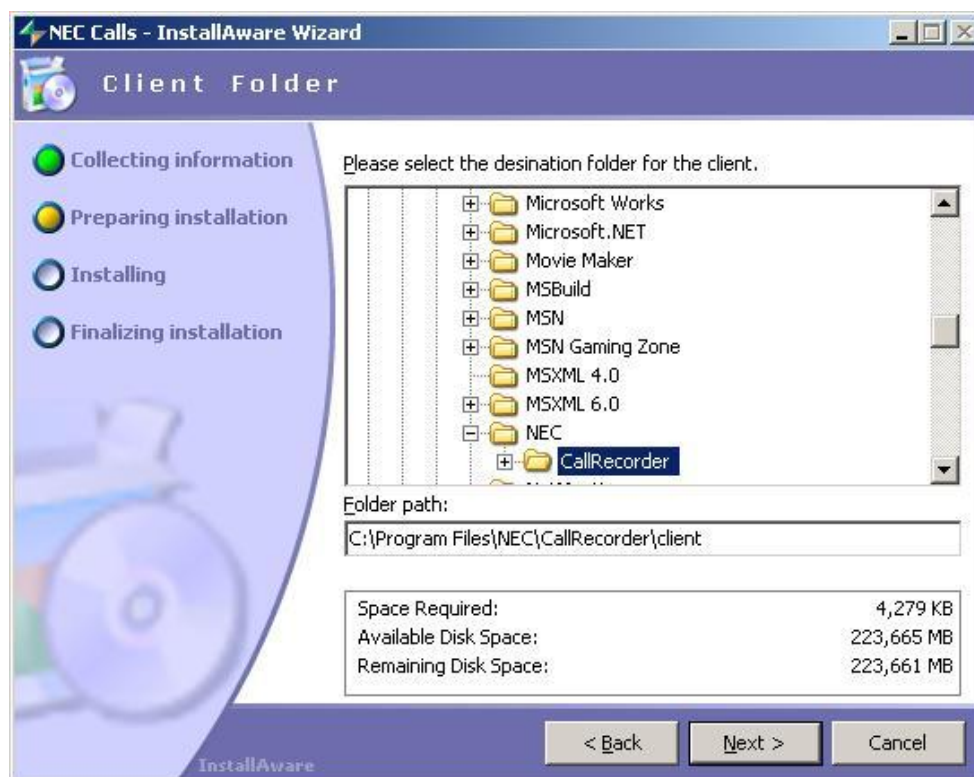 NEC Calls - InstallAware Wizard
Client Folder
Collecting information
Preparing installation
Installing
Finalizing installation
Please select the desination folder for the client.
Microsoft Works
Microsoft.NET
Movie Maker
MSBuild
MSN
MSN Gaming Zone
MSXML 4.0
MSXML 6.0
NEC
CallRecorder
Folder path:
C:\Program Files\NEC\CallRecorder\client
Space Required: 4,279 KB
Available Disk Space: 223,665 MB
Remaining Disk Space: 223,661 MB
< Back Next > Cancel
InstallAware